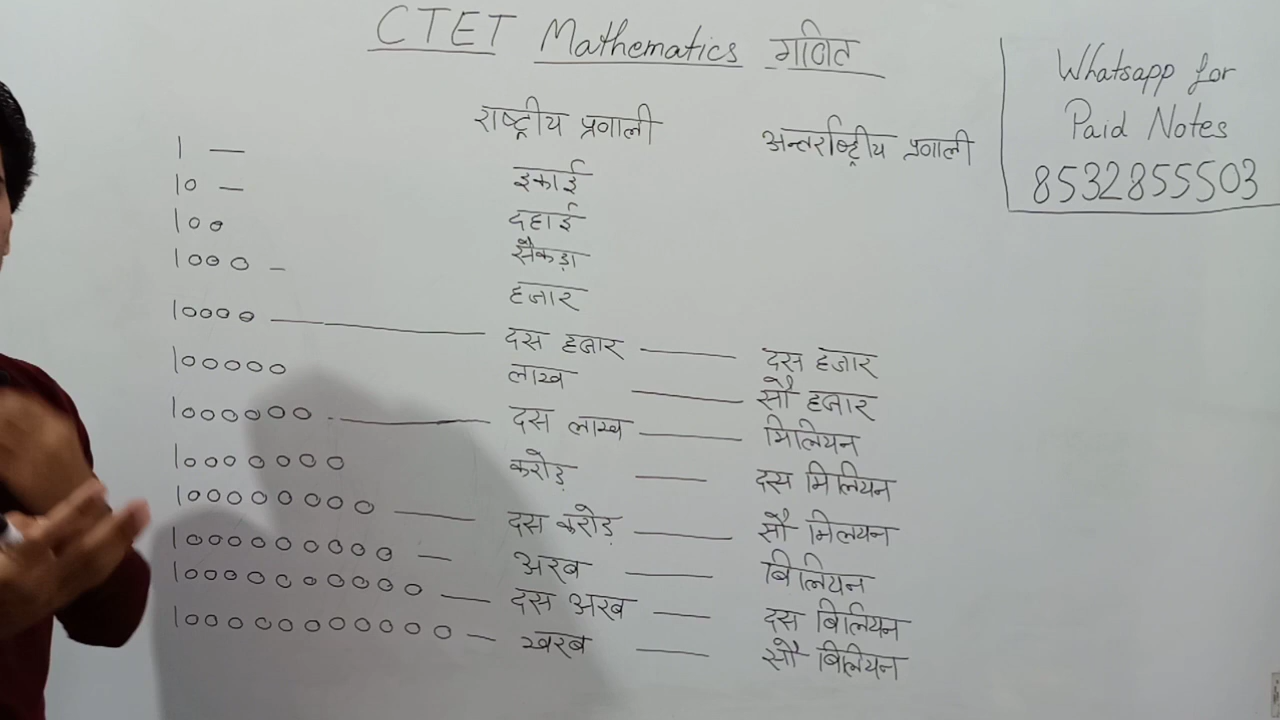 CTET Mathematics गणित
Whatsapp for
Paid Notes
8532855503
राष्ट्रीय प्रणाली अन्तर्राष्ट्रीय प्रणाली
1 — इकाई
10 — दहाई
100 सैकड़ा
1000 - हजार
10000 — दस हजार — दस हजार
100000 लाख — सौ हजार
1000000 — दस लाख — मिलियन
10000000 करोड़ — दस मिलियन
100000000 — दस करोड़ — सौ मिलयन
1000000000 — अरब — बिलियन
10000000000 — दस अरब — दस बिलियन
100000000000 — खरब — सौ बिलियन